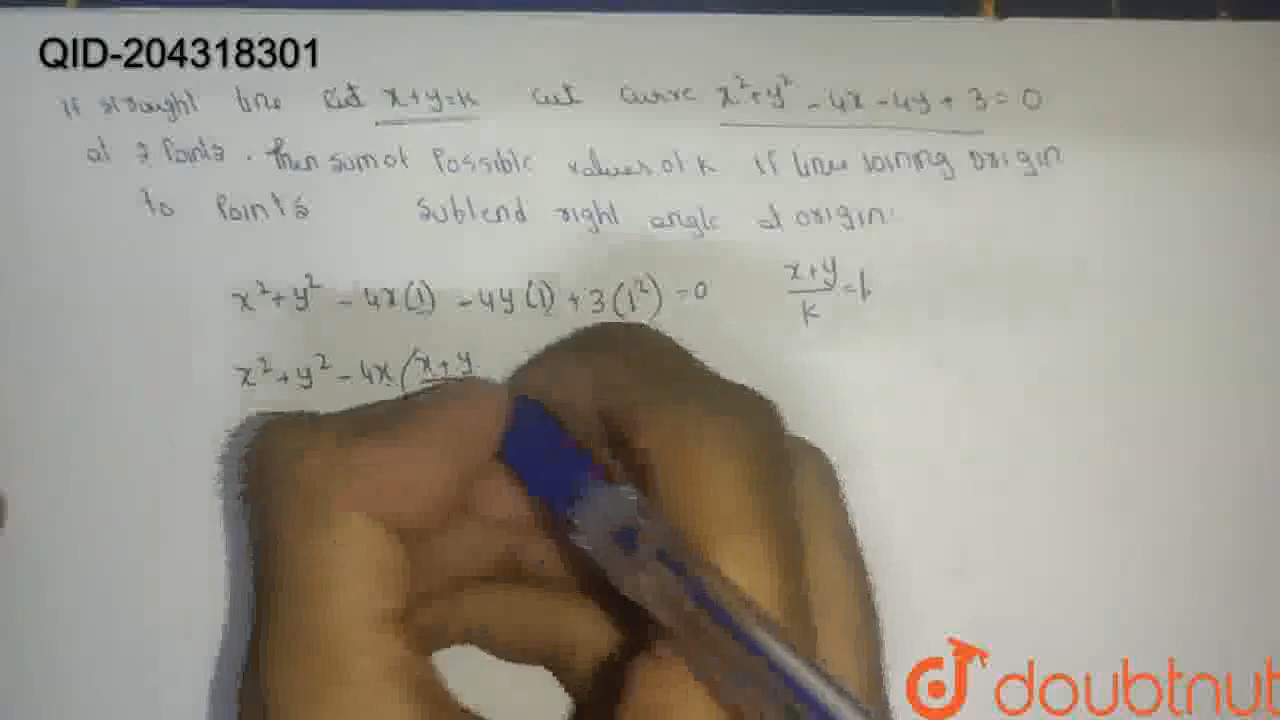 QID-204318301
If straight line cut x+y=k cut curve x²+y²-4x-4y+3=0
at 2 Points. then sum of Possible values of k If line joining origin
to Points subtend right angle at origin.
x²+y²-4x(1)-4y(1)+3(1²)=0
x+y/k=1
x²+y²-4x(x+y
doubtnut